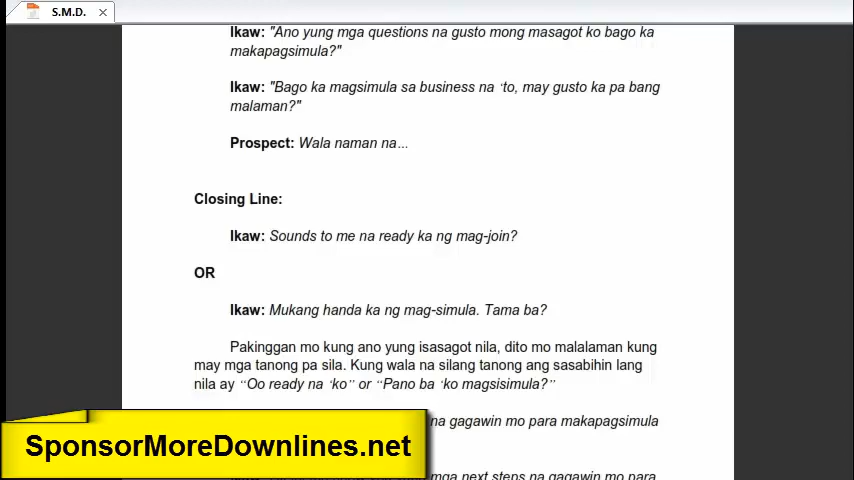 S.M.D.
Ikaw: "Ano yung mga questions na gusto mong masagot ko bago ka
makapagsimula?"
Ikaw: "Bago ka magsimula sa business na ‘to, may gusto ka pa bang
malaman?"
Prospect: Wala naman na...
Closing Line:
Ikaw: Sounds to me na ready ka ng mag-join?
OR
Ikaw: Mukang handa ka ng mag-simula. Tama ba?
Pakinggan mo kung ano yung isasagot nila, dito mo malalaman kung
may mga tanong pa sila. Kung wala na silang tanong ang sasabihin lang
nila ay “Oo ready na ‘ko” or “Pano ba ‘ko magsisimula?”
na gagawin mo para makapagsimula
mga next steps na gagawin mo para
SponsorMoreDownlines.net